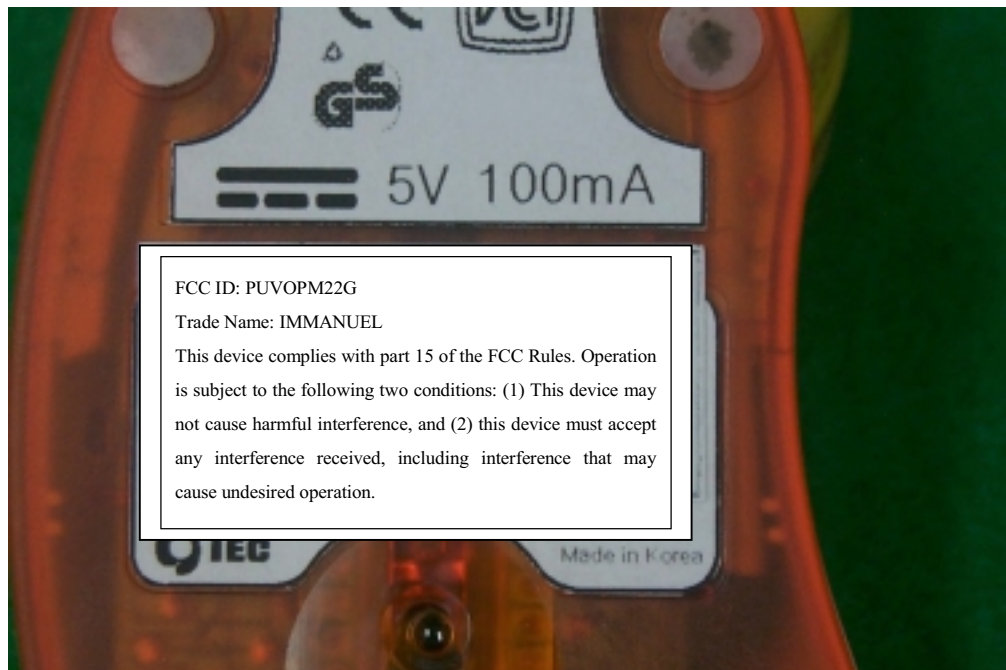 GS
5V 100mA
FCC ID: PUVOPM22G
Trade Name: IMMANUEL
This device complies with part 15 of the FCC Rules. Operation
is subject to the following two conditions: (1) This device may
not cause harmful interference, and (2) this device must accept
any interference received, including interference that may
cause undesired operation.
TEC
Made in Korea